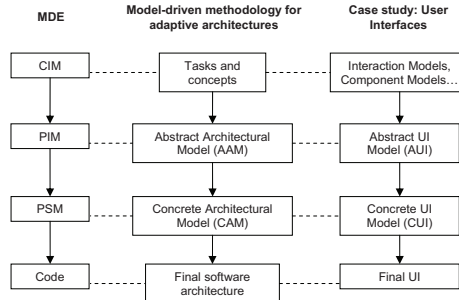 MDE
Model-driven methodology for
adaptive architectures
Case study: User
Interfaces
CIM
Tasks and
concepts
Interaction Models,
Component Models…
PIM
Abstract Architectural
Model (AAM)
Abstract UI
Model (AUI)
PSM
Concrete Architectural
Model (CAM)
Concrete UI
Model (CUI)
Code
Final software
architecture
Final UI